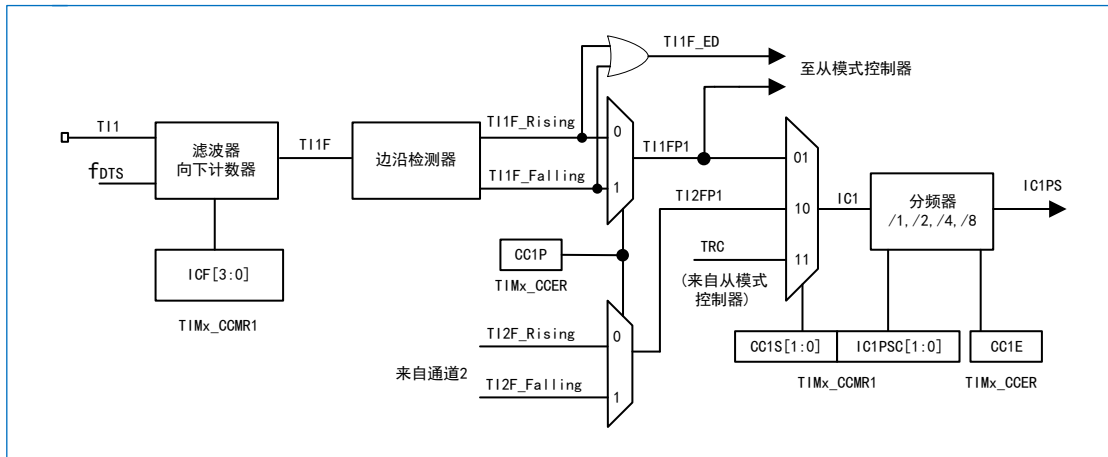 TI1F_ED
至从模式控制器
TI1
fDTS
滤波器
向下计数器
TI1F
边沿检测器
TI1F_Rising
TI1F_Falling
0
1
TI1FP1
TI2FP1
TRC
(来自从模式
控制器)
01
10
11
IC1
分频器
/1,/2,/4,/8
IC1PS
ICF[3:0]
TIMx_CCMR1
CC1P
TIMx_CCER
TI2F_Rising
TI2F_Falling
来自通道2
0
1
CC1S[1:0]
IC1PSC[1:0]
CC1E
TIMx_CCMR1
TIMx_CCER